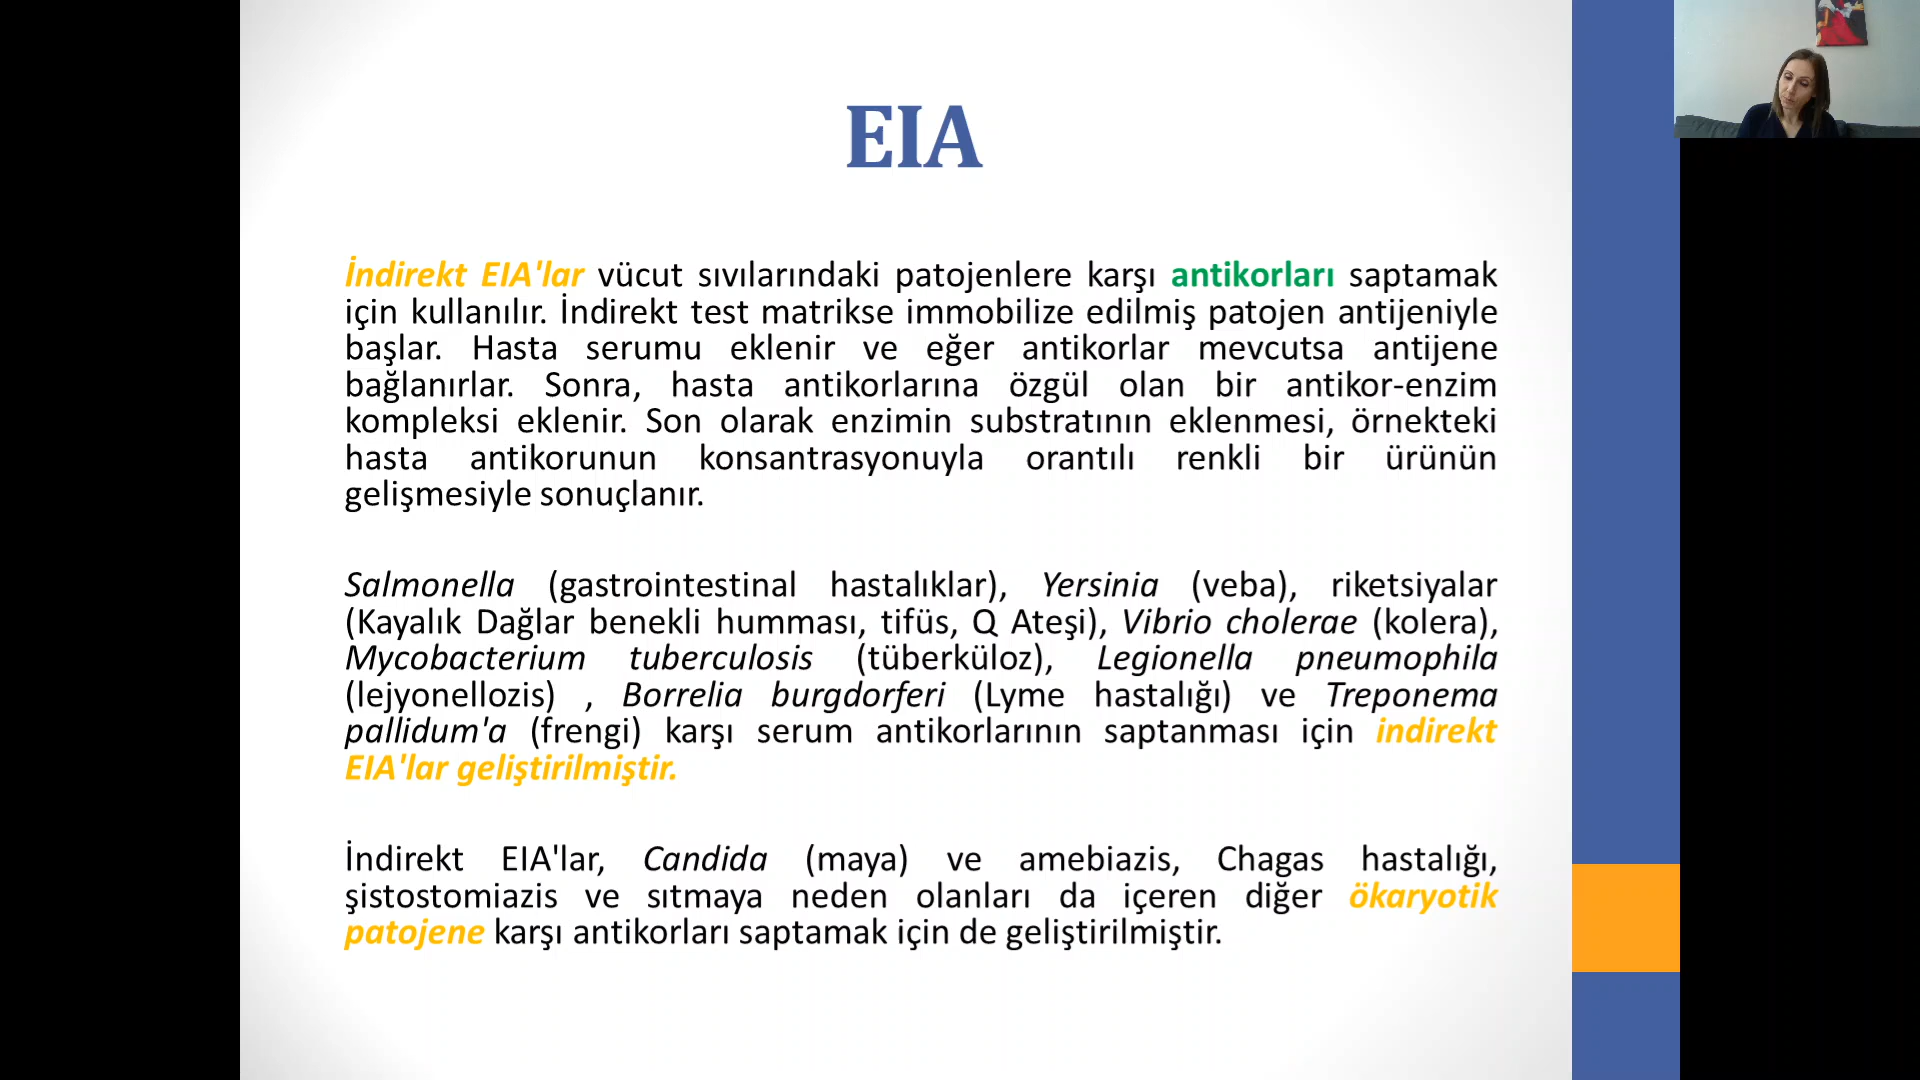 EIA
İndirekt EIA'lar vücut sıvılarındaki patojenlere karşı antikorları saptamak
için kullanılır. İndirekt test matrikse immobilize edilmiş patojen antijeniyle
başlar. Hasta serumu eklenir ve eğer antikorlar mevcutsa antijene
bağlanırlar. Sonra, hasta antikorlarına özgül olan bir antikor-enzim
kompleksi eklenir. Son olarak enzimin substratının eklenmesi, örnekteki
hasta antikorunun konsantrasyonuyla orantılı renkli bir ürünün
gelişmesiyle sonuçlanır.
Salmonella (gastrointestinal hastalıklar), Yersinia (veba), riketsiyalar
(Kayalık Dağlar benekli humması, tifüs, Q Ateşi), Vibrio cholerae (kolera),
Mycobacterium tuberculosis (tüberküloz), Legionella pneumophila
(lejyonellozis) , Borrelia burgdorferi (Lyme hastalığı) ve Treponema
pallidum'a (frengi) karşı serum antikorlarının saptanması için indirekt
EIA'lar geliştirilmiştir.
İndirekt EIA'lar, Candida (maya) ve amebiazis, Chagas hastalığı,
şistostomiazis ve sıtmaya neden olanları da içeren diğer ökaryotik
patojene karşı antikorları saptamak için de geliştirilmiştir.